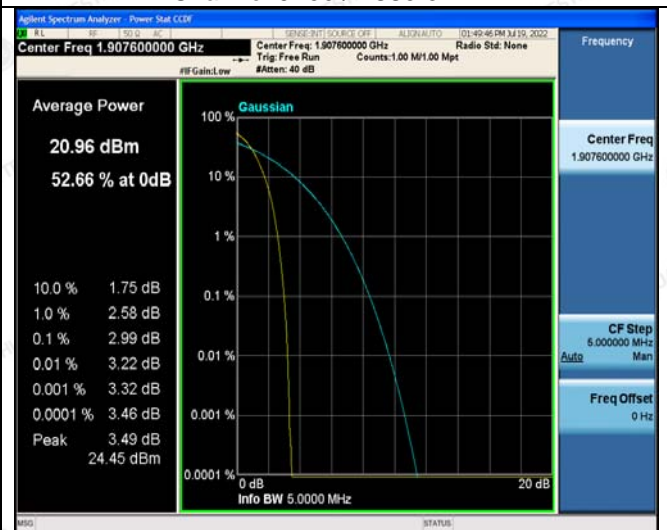 Agilent Spectrum Analyzer - Power Stat CCDF
RL RF 50 Ω AC SENSE:INT SOURCE OFF ALIGN AUTO 01:49:46 PM Jul 19, 2022
Center Freq 1.907600000 GHz
Center Freq: 1.907600000 GHz Radio Std: None
Trig: Free Run Counts:1.00 M/1.00 Mpt
#IFGain:Low #Atten: 40 dB
Frequency
Average Power
20.96 dBm
52.66 % at 0dB
10.0 % 1.75 dB
1.0 % 2.58 dB
0.1 % 2.99 dB
0.01 % 3.22 dB
0.001 % 3.32 dB
0.0001 % 3.46 dB
Peak 3.49 dB
24.45 dBm
Gaussian
100 %
10 %
1 %
0.1 %
0.01 %
0.001 %
0.0001 %
0 dB 20 dB
Info BW 5.0000 MHz
Center Freq
1.907600000 GHz
CF Step
5.000000 MHz
Auto Man
Freq Offset
0 Hz
MSG STATUS